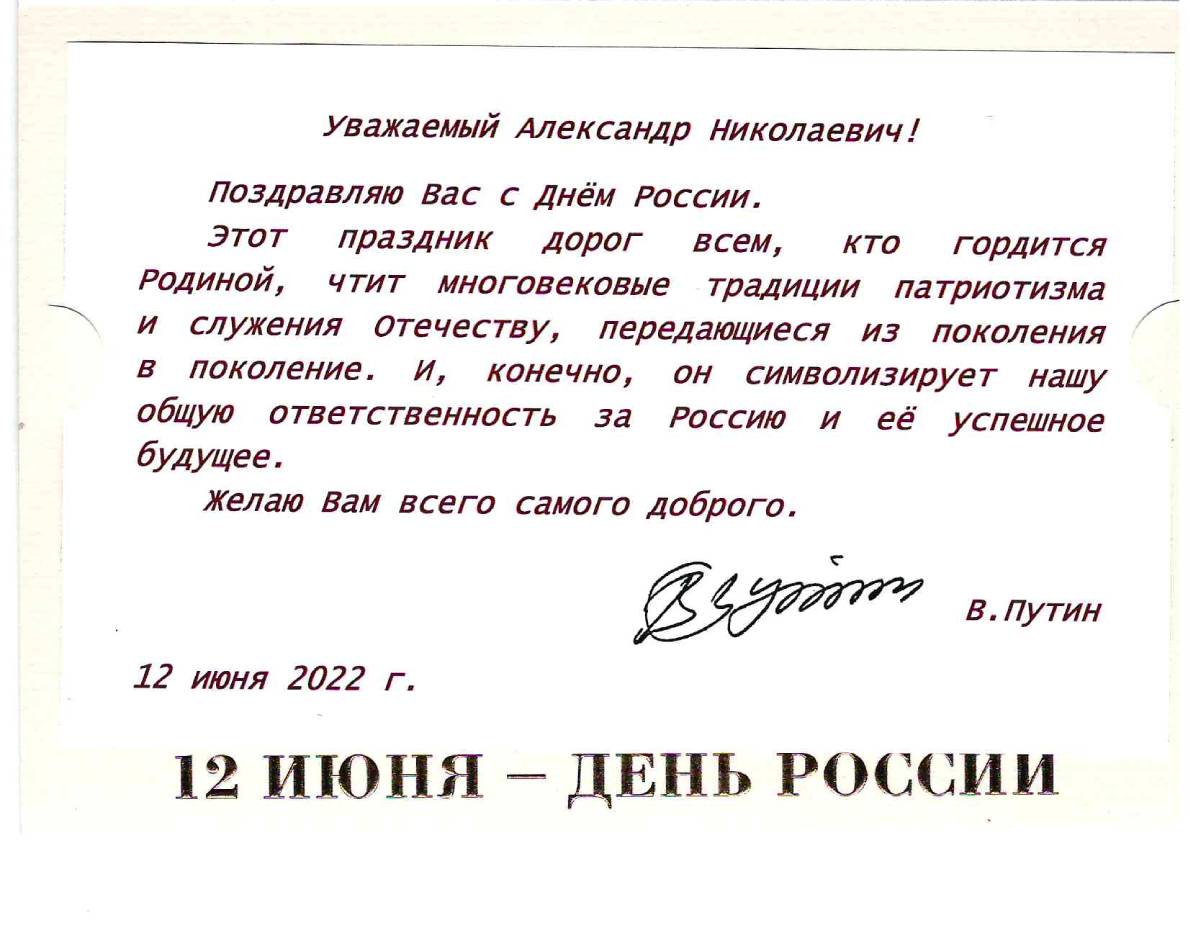 Уважаемый Александр Николаевич!
Поздравляю Вас с Днём России.
Этот праздник дорог всем, кто гордится
Родиной, чтит многовековые традиции патриотизма
и служения Отечеству, передающиеся из поколения
в поколение. И, конечно, он символизирует нашу
общую ответственность за Россию и её успешное
будущее.
Желаю Вам всего самого доброго.
В.Путин
12 июня 2022 г.
12 ИЮНЯ – ДЕНЬ РОССИИ